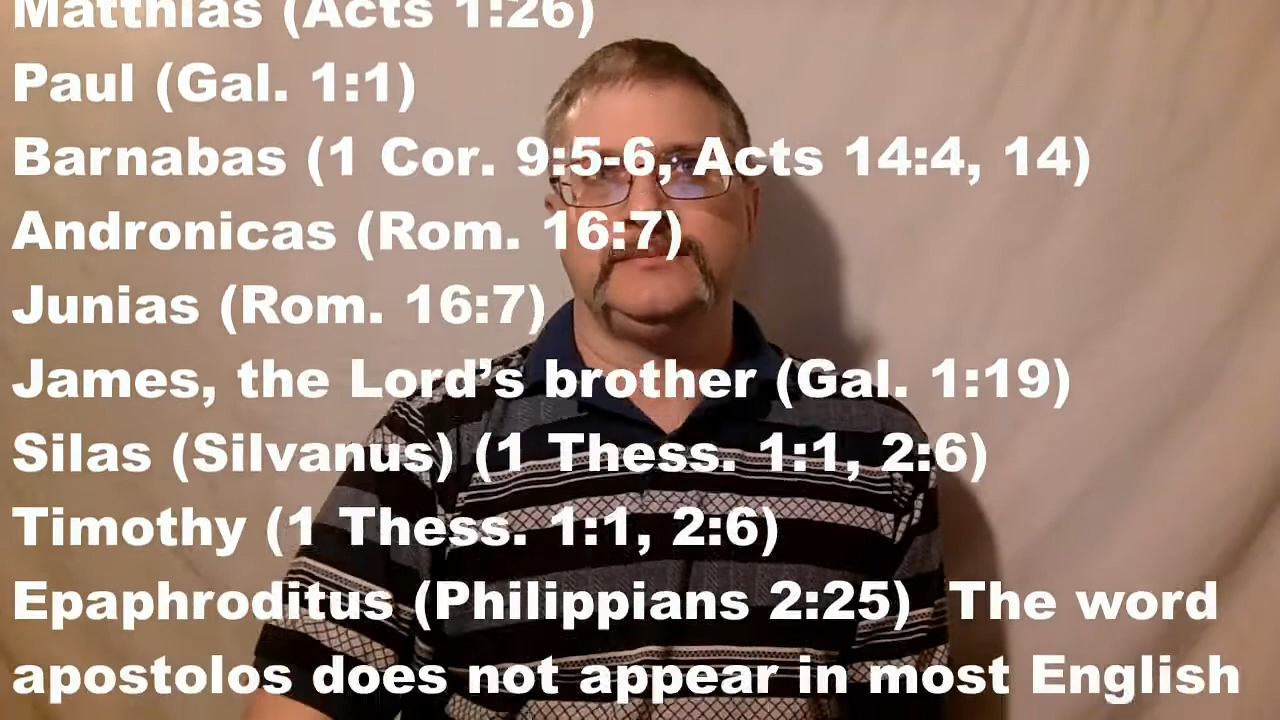 Matthias (Acts 1:26)
Paul (Gal. 1:1)
Barnabas (1 Cor. 9:5-6, Acts 14:4, 14)
Andronicas (Rom. 16:7)
Junias (Rom. 16:7)
James, the Lord’s brother (Gal. 1:19)
Silas (Silvanus) (1 Thess. 1:1, 2:6)
Timothy (1 Thess. 1:1, 2:6)
Epaphroditus (Philippians 2:25)  The word
apostolos does not appear in most English